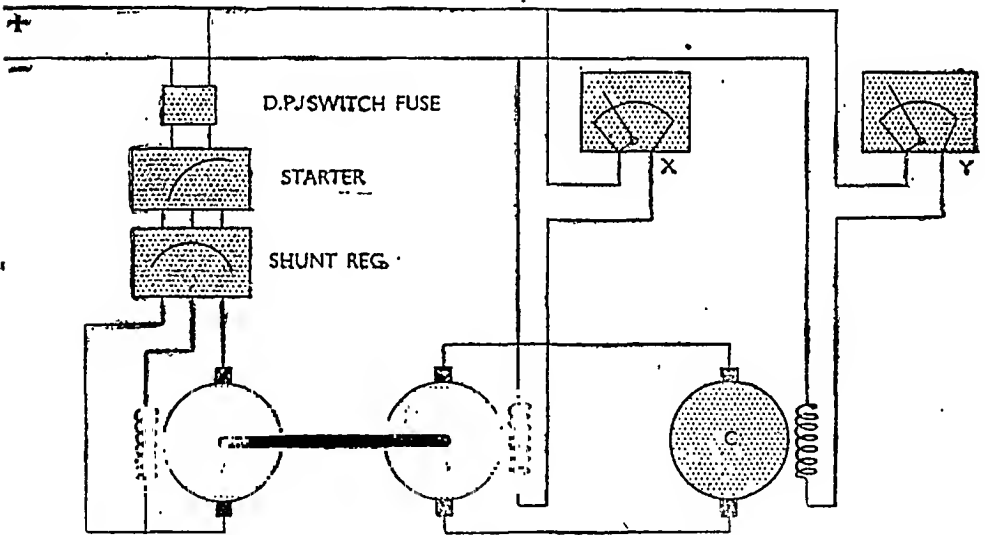 +
−
D.P.SWITCH FUSE
STARTER
SHUNT REG.
X
Y
C